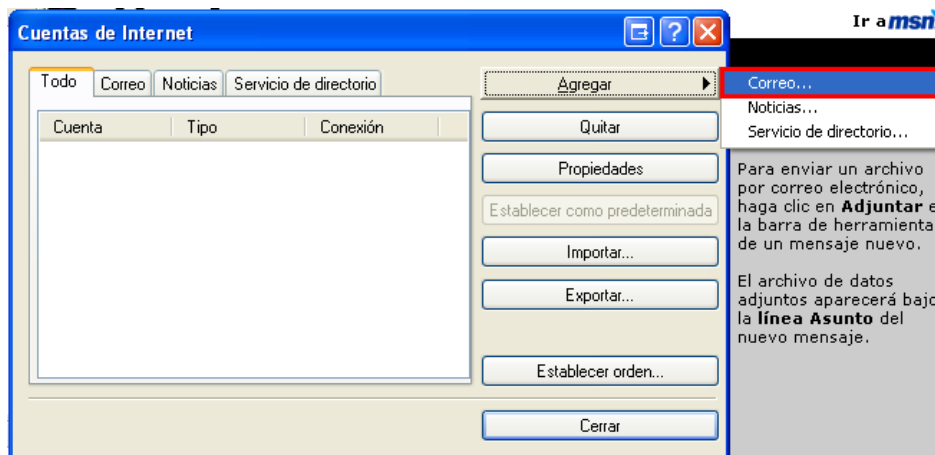 Cuentas de Internet
Ir a msn
Todo
Correo
Noticias
Servicio de directorio
Agregar
Correo...
Cuenta
Tipo
Conexión
Quitar
Noticias...
Servicio de directorio...
Propiedades
Establecer como predeterminada
Importar...
Exportar...
Establecer orden...
Cerrar
Para enviar un archivo
por correo electrónico,
haga clic en Adjuntar e
la barra de herramienta
de un mensaje nuevo.
El archivo de datos
adjuntos aparecerá bajo
la línea Asunto del
nuevo mensaje.